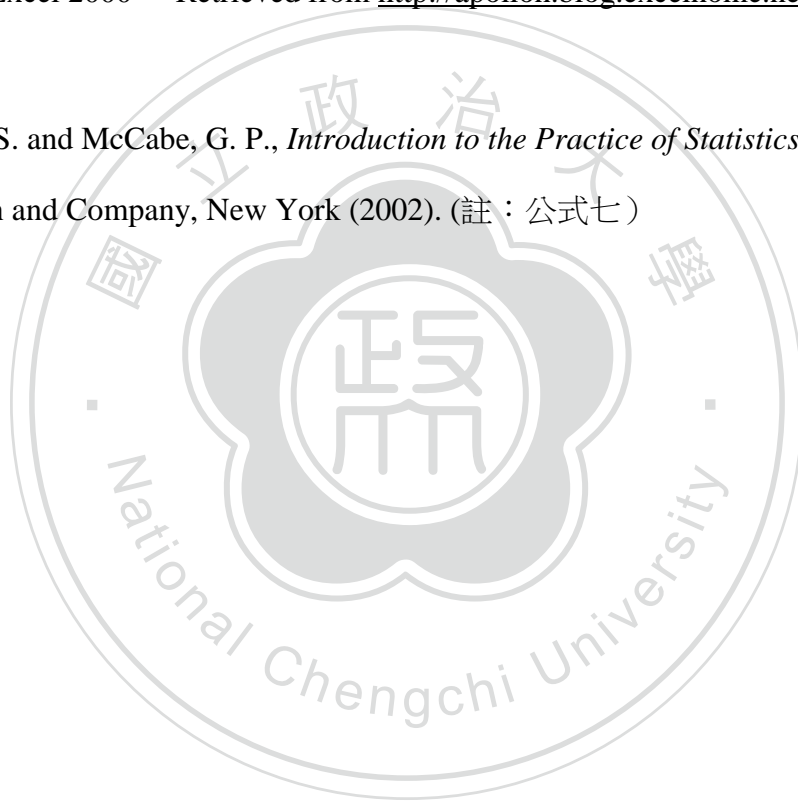 S. and McCabe, G. P., Introduction to the Practice of Statistics
and Company, New York (2002). (註：公式七）
國立政治大學
政
National Chengchi University